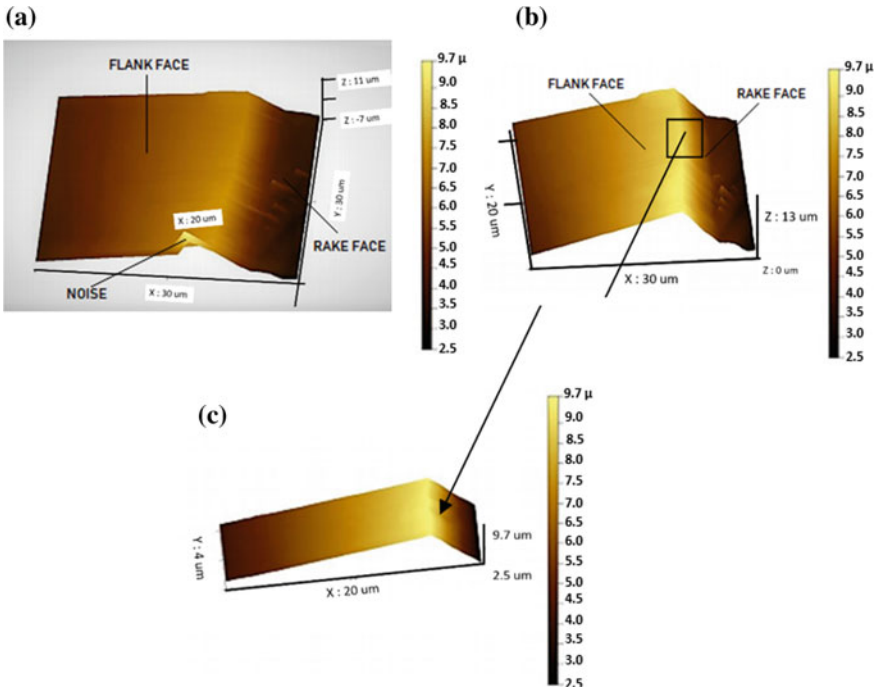 (a)
FLANK FACE
Z : 11 um
Z : -7 um
Y : 30 um
X : 20 um
RAKE FACE
NOISE
X : 30 um
9.7 µ
9.0
8.5
8.0
7.5
7.0
6.5
6.0
5.5
5.0
4.5
4.0
3.5
3.0
2.5
(b)
FLANK FACE
RAKE FACE
Y : 20 um
Z : 13 um
X : 30 um
Z : 0 um
9.7 µ
9.0
8.5
8.0
7.5
7.0
6.5
6.0
5.5
5.0
4.5
4.0
3.5
3.0
2.5
(c)
Y : 4 um
9.7 um
2.5 um
X : 20 um
9.7 µ
9.0
8.5
8.0
7.5
7.0
6.5
6.0
5.5
5.0
4.5
4.0
3.5
3.0
2.5